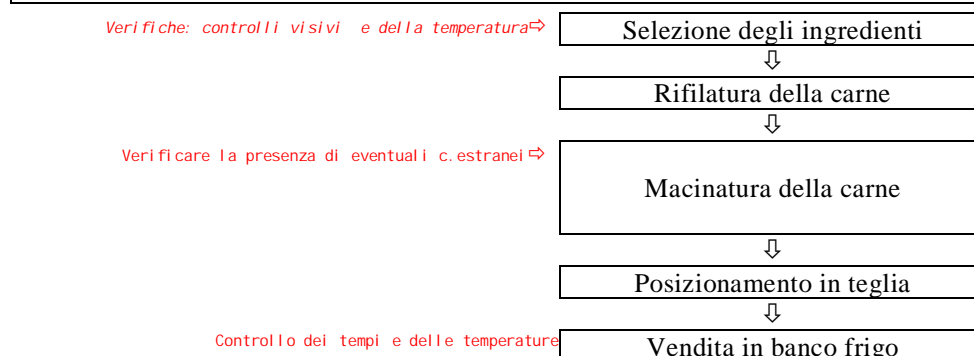 Verifiche: controlli visivi e della temperatura⇨ Selezione degli ingredienti
⇩
Rifilatura della carne
⇩
Verificare la presenza di eventuali c.estranei⇨ Macinatura della carne
⇩
Posizionamento in teglia
⇩
Controllo dei tempi e delle temperature Vendita in banco frigo